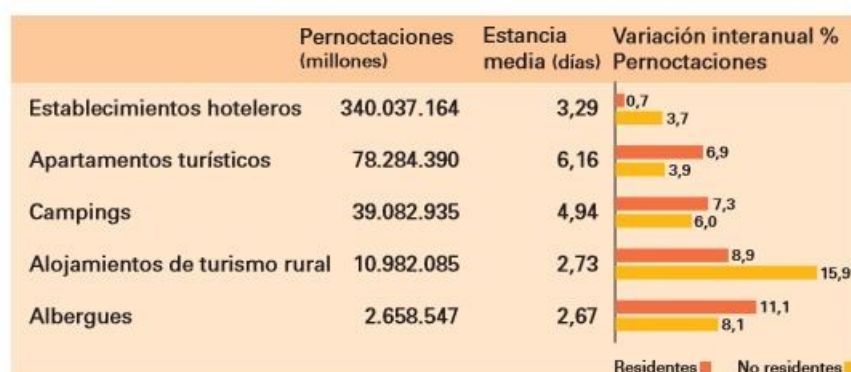 Pernoctaciones Estancia Variación interanual %
(millones) media (días) Pernoctaciones
Establecimientos hoteleros 340.037.164 3,29 0,7
3,7
Apartamentos turísticos 78.284.390 6,16 6,9
3,9
Campings 39.082.935 4,94 7,3
6,0
Alojamientos de turismo rural 10.982.085 2,73 8,9
15,9
Albergues 2.658.547 2,67 11,1
8,1
Residentes No residentes